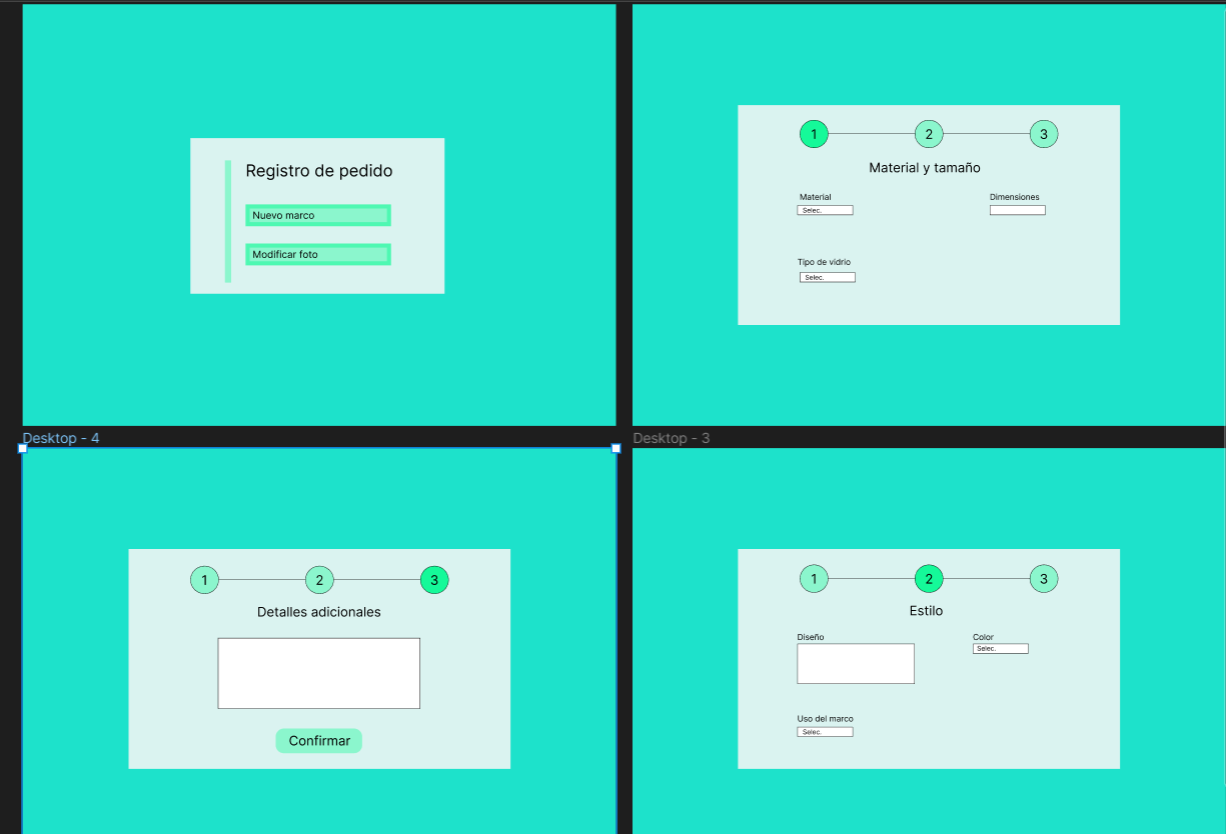 Registro de pedido
Nuevo marco
Modificar foto
1 2 3
Material y tamaño
Material Dimensiones
Selec.
Tipo de vidrio
Selec.
Desktop - 4
1 2 3
Detalles adicionales
Confirmar
Desktop - 3
1 2 3
Estilo
Diseño Color
Selec.
Uso del marco
Selec.